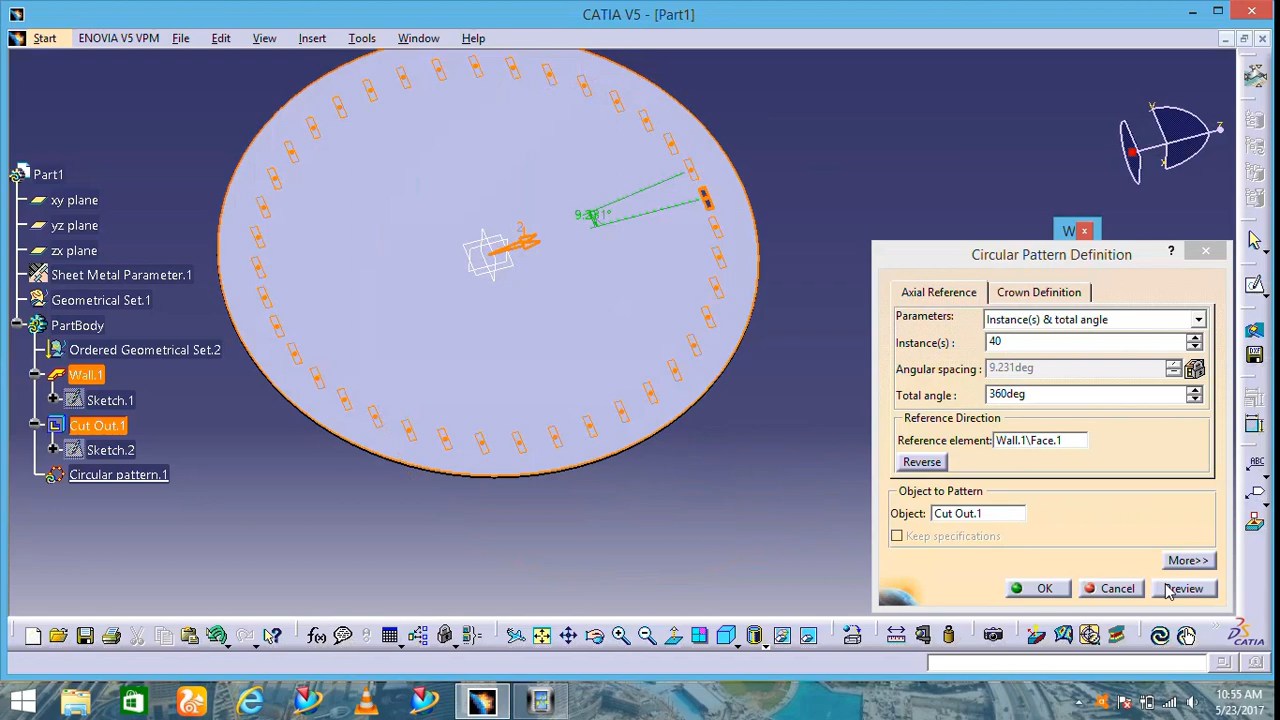 CATIA V5 - [Part1]
Start
ENOVIA V5 VPM
File
Edit
View
Insert
Tools
Window
Help
y
z
x
Part1
xy plane
yz plane
zx plane
Sheet Metal Parameter.1
Geometrical Set.1
PartBody
Ordered Geometrical Set.2
Wall.1
Sketch.1
Cut Out.1
Sketch.2
Circular pattern.1
2
W
x
Circular Pattern Definition
?
Axial Reference
Crown Definition
Parameters:
Instance(s) & total angle
Instance(s) :
40
Angular spacing :
9.231deg
Total angle :
360deg
Reference Direction
Reference element:
Wall.1\Face.1
Reverse
Object to Pattern
Object:
Cut Out.1
Keep specifications
More>>
OK
Cancel
Preview
ABC
f(x)
CATIA
10:55 AM
5/23/2017